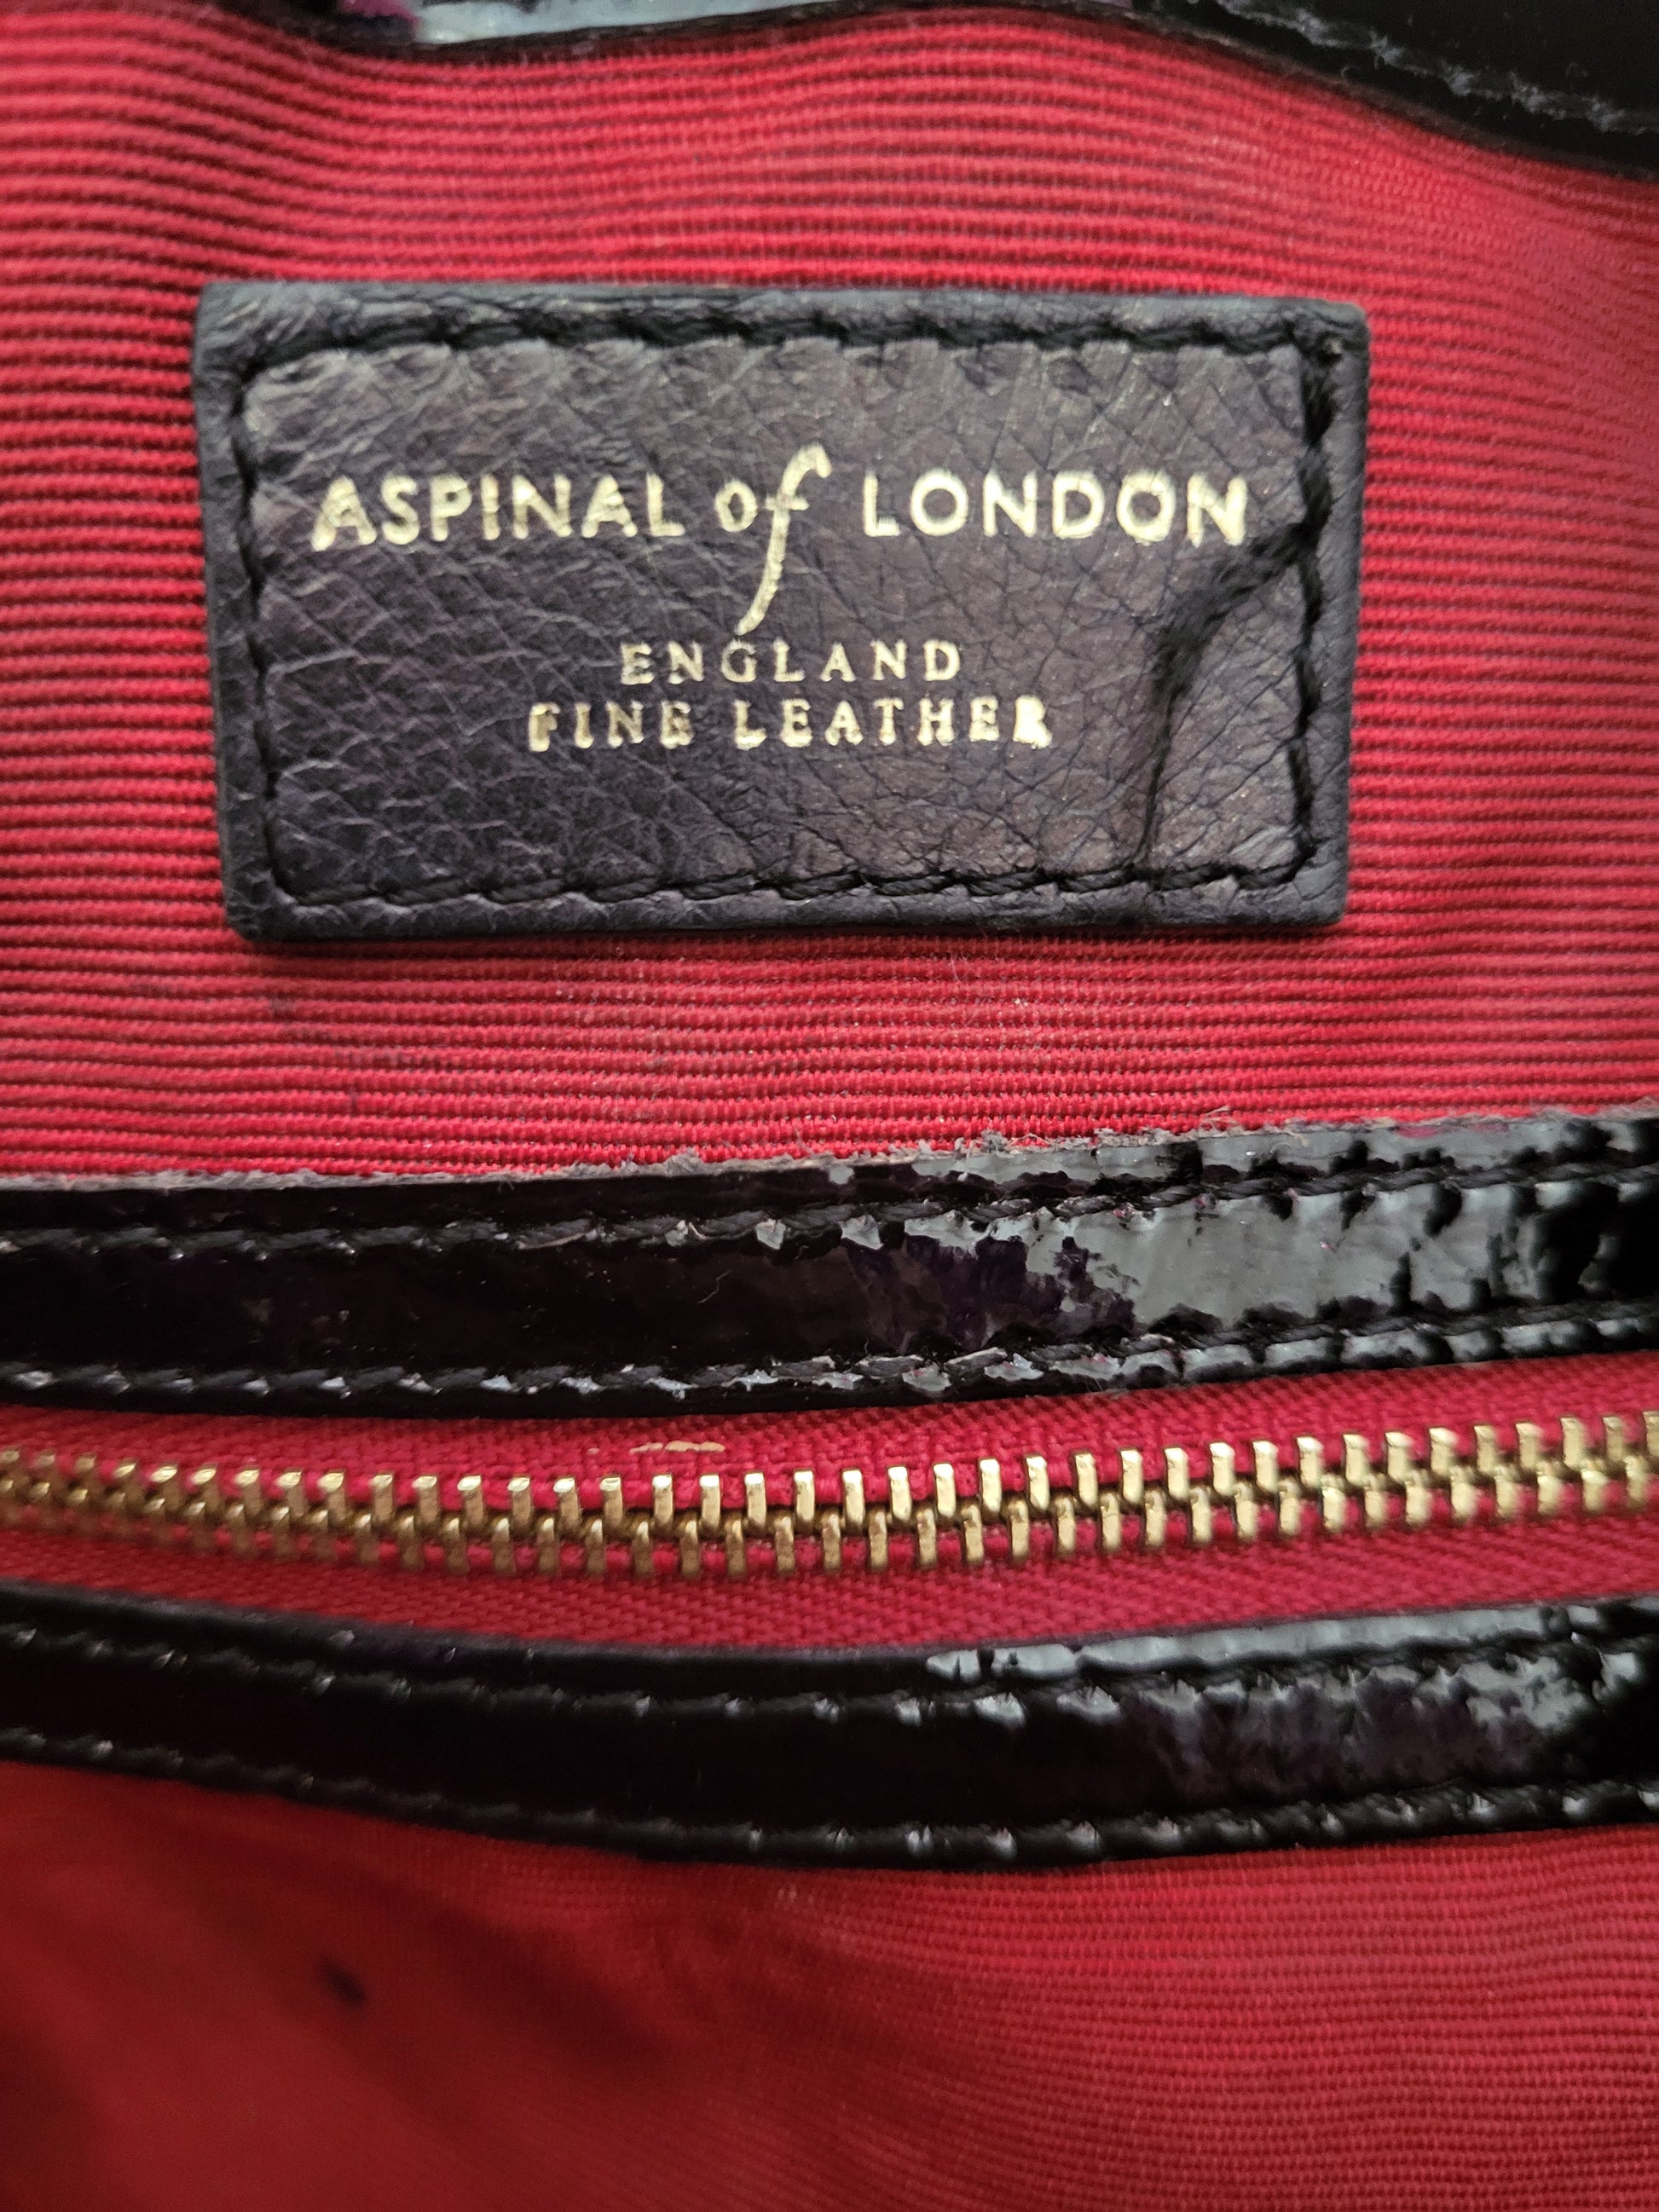 ASPINAL of LONDON
ENGLAND
FINE LEATHER